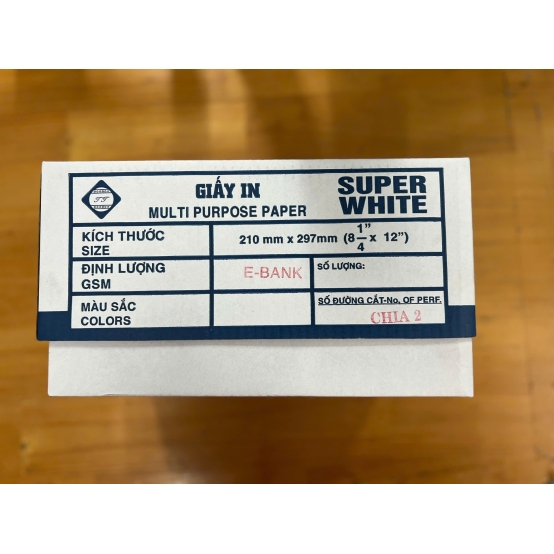 GIẤY IN
MULTI PURPOSE PAPER
SUPER
WHITE
KÍCH THƯỚC
SIZE
210 mm x 297mm (8 1/4" x 12")
ĐỊNH LƯỢNG
GSM
E-BANK
SỐ LƯỢNG:
MÀU SẮC
COLORS
SỐ ĐƯỜNG CẮT-No. OF PERF.
CHIA 2